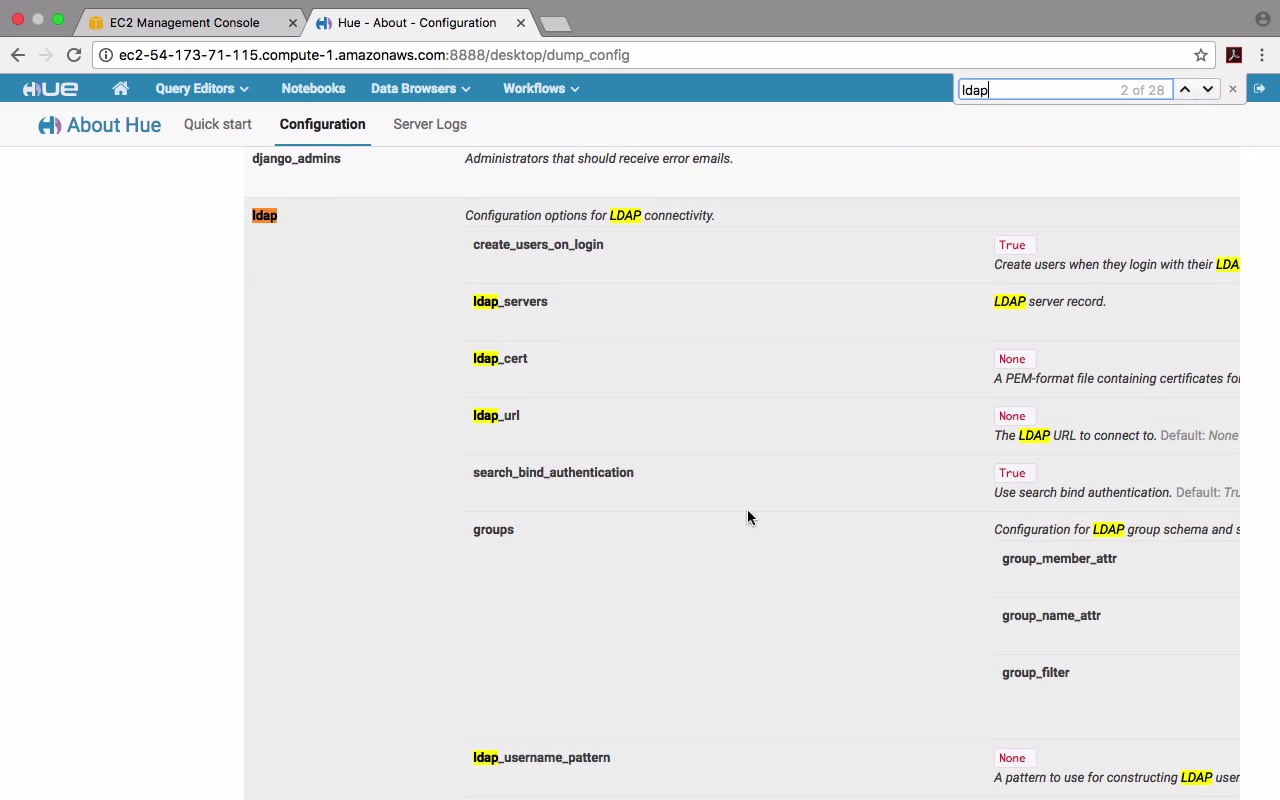 EC2 Management Console
Hue - About - Configuration
ec2-54-173-71-115.compute-1.amazonaws.com:8888/desktop/dump_config
HUE
Query Editors
Notebooks
Data Browsers
Workflows
ldap
2 of 28
About Hue
Quick start
Configuration
Server Logs
django_admins
Administrators that should receive error emails.
ldap
Configuration options for LDAP connectivity.
create_users_on_login
True
Create users when they login with their LDA
ldap_servers
LDAP server record.
ldap_cert
None
A PEM-format file containing certificates for
ldap_url
None
The LDAP URL to connect to. Default: None
search_bind_authentication
True
Use search bind authentication. Default: Tru
groups
Configuration for LDAP group schema and s
group_member_attr
group_name_attr
group_filter
ldap_username_pattern
None
A pattern to use for constructing LDAP user